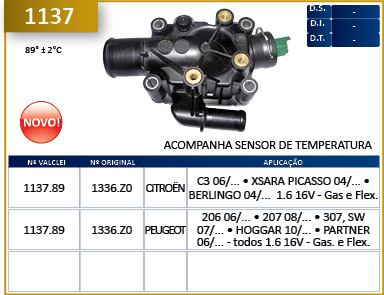 1137
D.S. -
D.I. -
D.T. -
89° ± 2°C
NOVO!
ACOMPANHA SENSOR DE TEMPERATURA
Nº VALCLEI Nº ORIGINAL APLICAÇÃO
1137.89 1336.Z0 CITROËN C3 06/... • XSARA PICASSO 04/... •
BERLINGO 04/... 1.6 16V - Gas e Flex.
1137.89 1336.Z0 PEUGEOT 206 06/... • 207 08/... • 307, SW
07/... • HOGGAR 10/... • PARTNER
06/... - todos 1.6 16V - Gas. e Flex.